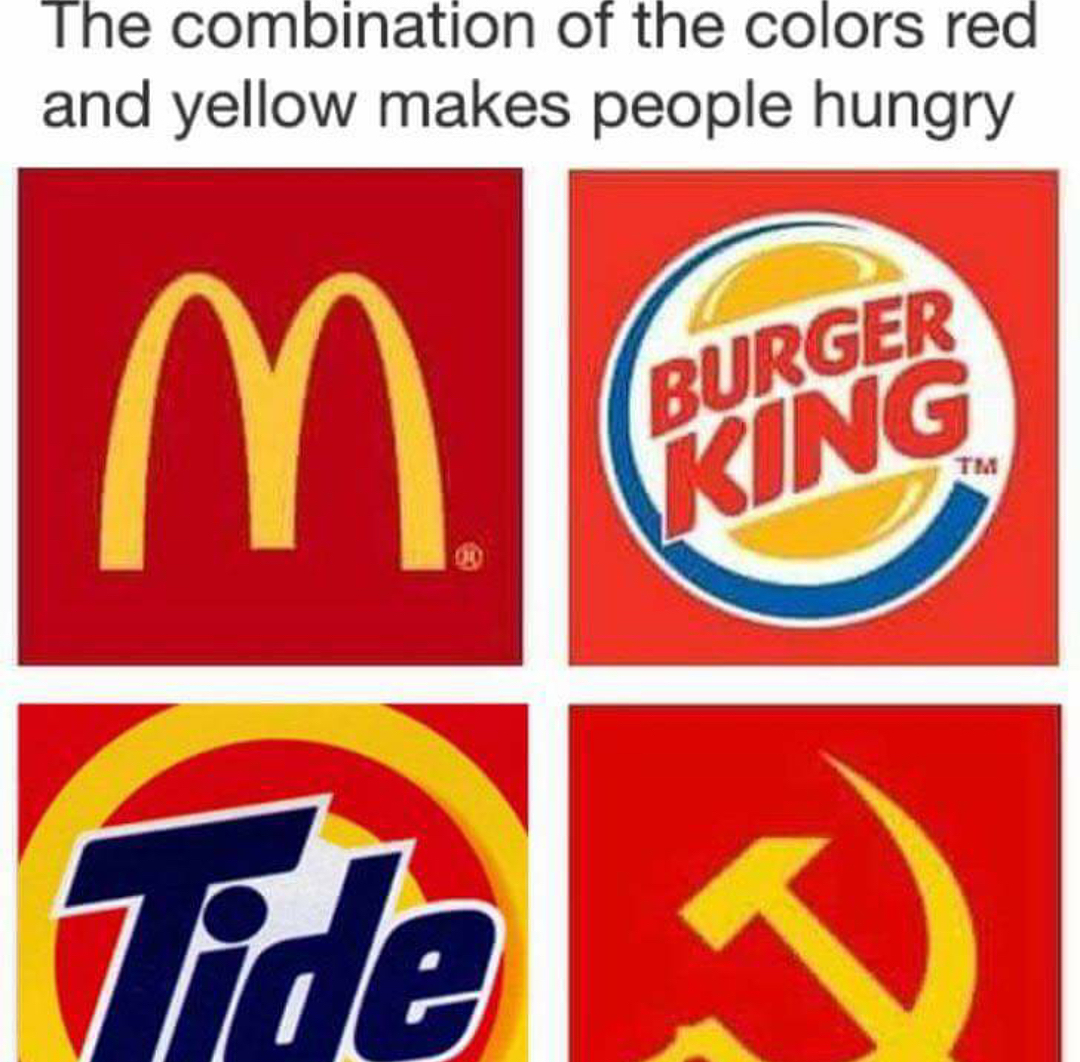 The combination of the colors red
and yellow makes people hungry
®
BURGER
KING
TM
Tide